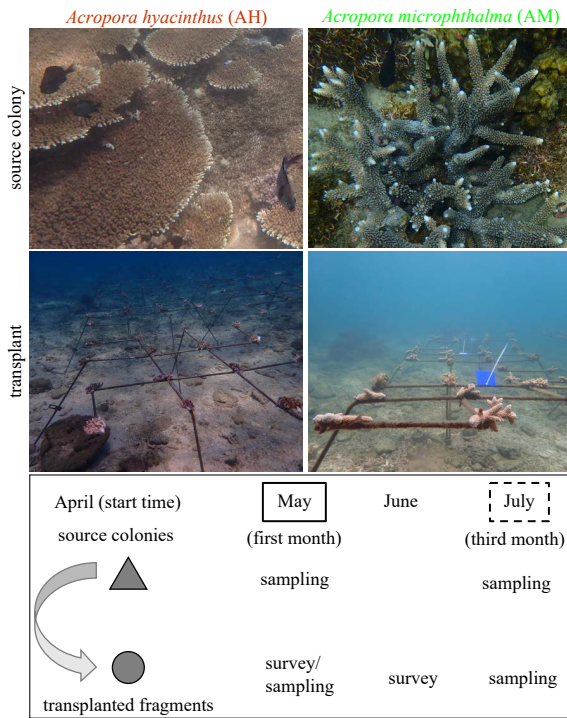 Acropora hyacinthus (AH)
Acropora microphthalma (AM)
source colony
transplant
April (start time)
May
June
July
source colonies
(first month)
(third month)
sampling
sampling
survey/
sampling
survey
sampling
transplanted fragments